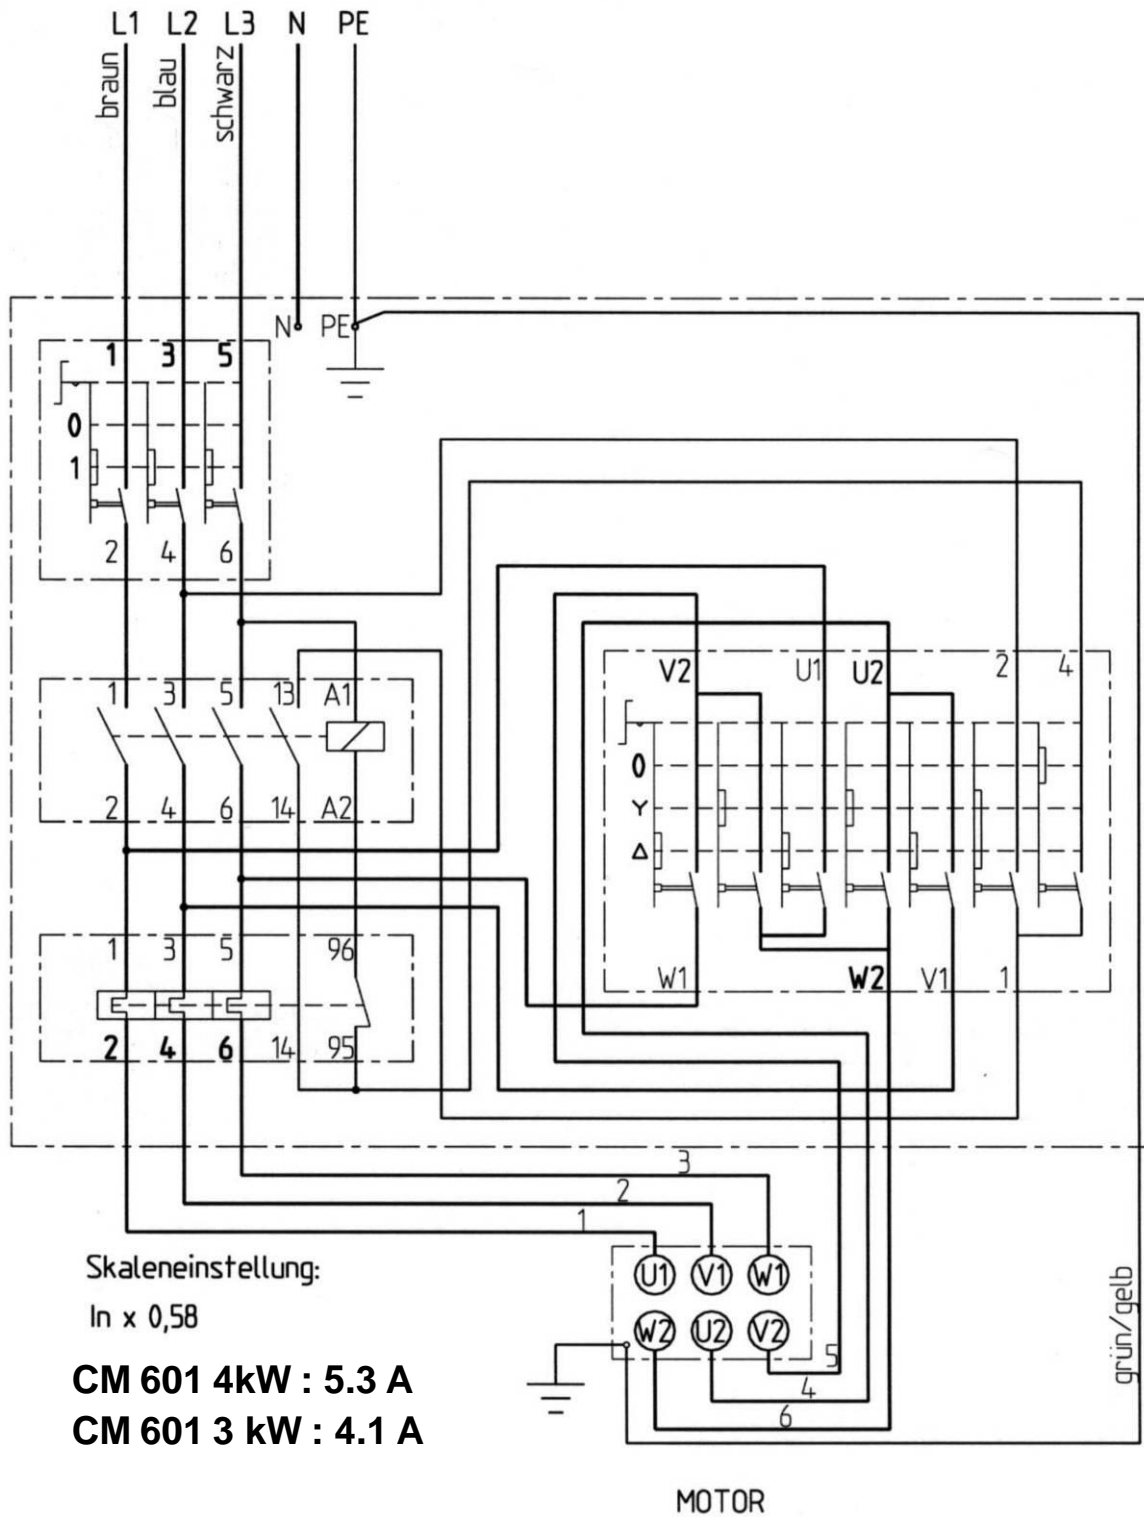 L1 L2 L3 N PE
braun
blau
schwarz
N PE
1 3 5
0
1
2 4 6
V2 U1 U2 2 4
1 3 5 13 A1
0
Y
Δ
2 4 6 14 A2
1 3 5 96
W1 W2 V1 1
2 4 6 14 95
3
2
1
Skaleneinstellung:
In x 0,58
U1 V1 W1
W2 U2 V2
5
4
6
grün/gelb
CM 601 4kW : 5.3 A
CM 601 3 kW : 4.1 A
MOTOR